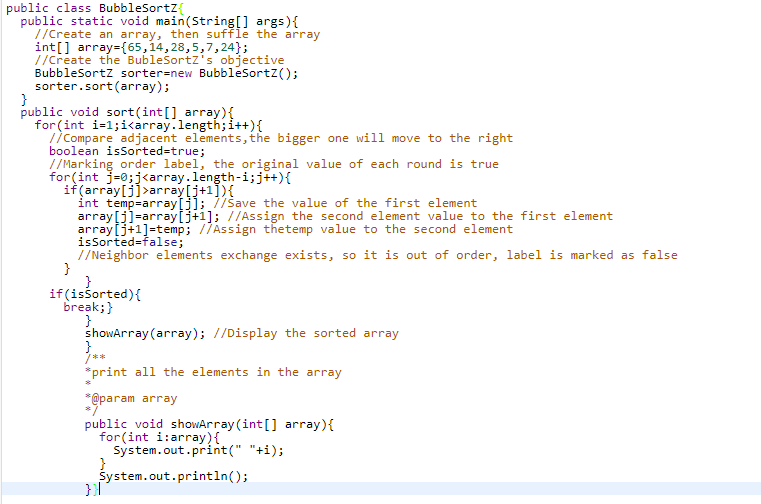 public class BubbleSortZ{
  public static void main(String[] args){
    //Create an array, then suffle the array
    int[] array={65,14,28,5,7,24};
    //Create the BubleSortZ's objective
    BubbleSortZ sorter=new BubbleSortZ();
    sorter.sort(array);
  }
  public void sort(int[] array){
    for(int i=1;i<array.length;i++){
      //Compare adjacent elements,the bigger one will move to the right
      boolean isSorted=true;
      //Marking order label, the original value of each round is true
      for(int j=0;j<array.length-i;j++){
        if(array[j]>array[j+1]){
          int temp=array[j]; //Save the value of the first element
          array[j]=array[j+1]; //Assign the second element value to the first element
          array[j+1]=temp; //Assign thetemp value to the second element
          isSorted=false;
          //Neighbor elements exchange exists, so it is out of order, label is marked as false
        }
           }
      if(isSorted){
        break;}
           }
           showArray(array); //Display the sorted array
           }
           /**
           *print all the elements in the array
           *
           *@param array
           */
           public void showArray(int[] array){
             for(int i:array){
               System.out.print(" "+i);
             }
             System.out.println();
           }}